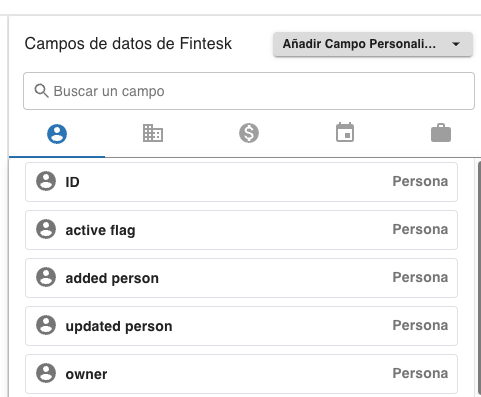 Campos de datos de Fintesk
Añadir Campo Personali...
Buscar un campo
ID Persona
active flag Persona
added person Persona
updated person Persona
owner Persona